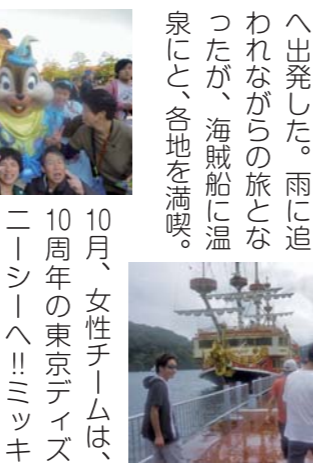 へ出発した。雨に追
われながらの旅とな
ったが、海賊船に温
泉にと、各地を満喫。
10月、女性チームは、
10周年の東京ディズ
ニーシーへ!!ミッキ